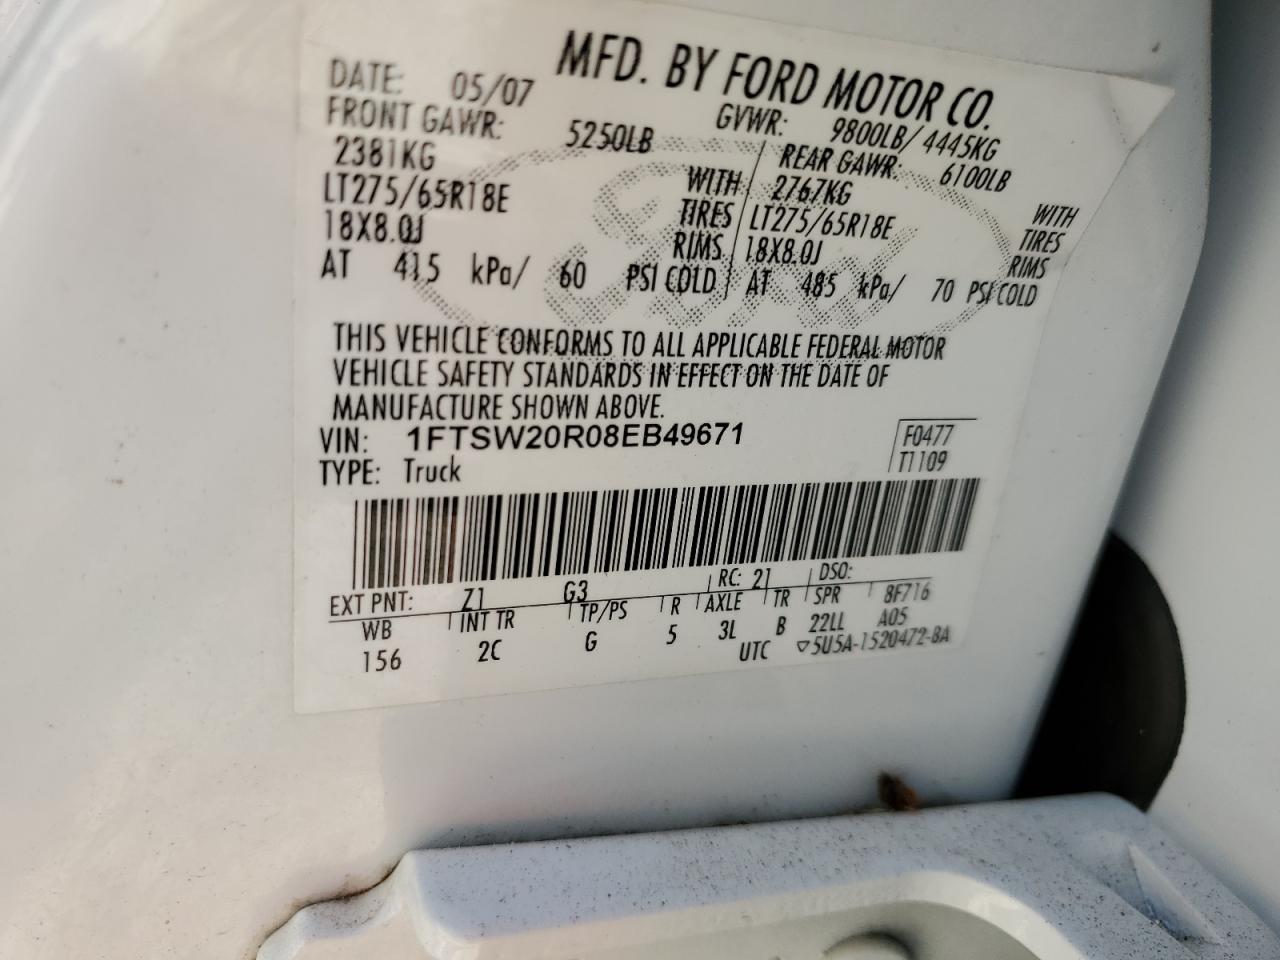 MFD. BY FORD MOTOR CO.
DATE: 05/07 GVWR: 9800LB/ 4445KG
FRONT GAWR: 5250LB REAR GAWR: 6100LB
2381KG WITH 2767KG WITH
LT275/65R18E TIRES LT275/65R18E TIRES
18X8.0J RIMS 18X8.0J RIMS
AT 415 kPa/ 60 PSI COLD AT 485 kPa/ 70 PSI COLD
THIS VEHICLE CONFORMS TO ALL APPLICABLE FEDERAL MOTOR
VEHICLE SAFETY STANDARDS IN EFFECT ON THE DATE OF
MANUFACTURE SHOWN ABOVE.
VIN: 1FTSW20R08EB49671 F0477
TYPE: Truck T1109
EXT PNT: Z1 G3 RC: 21 DSO:
WB INT TR TP/PS R AXLE TR SPR 8F716
156 2C G 5 3L B 22LL A05
UTC ▽5U5A-1520472-BA